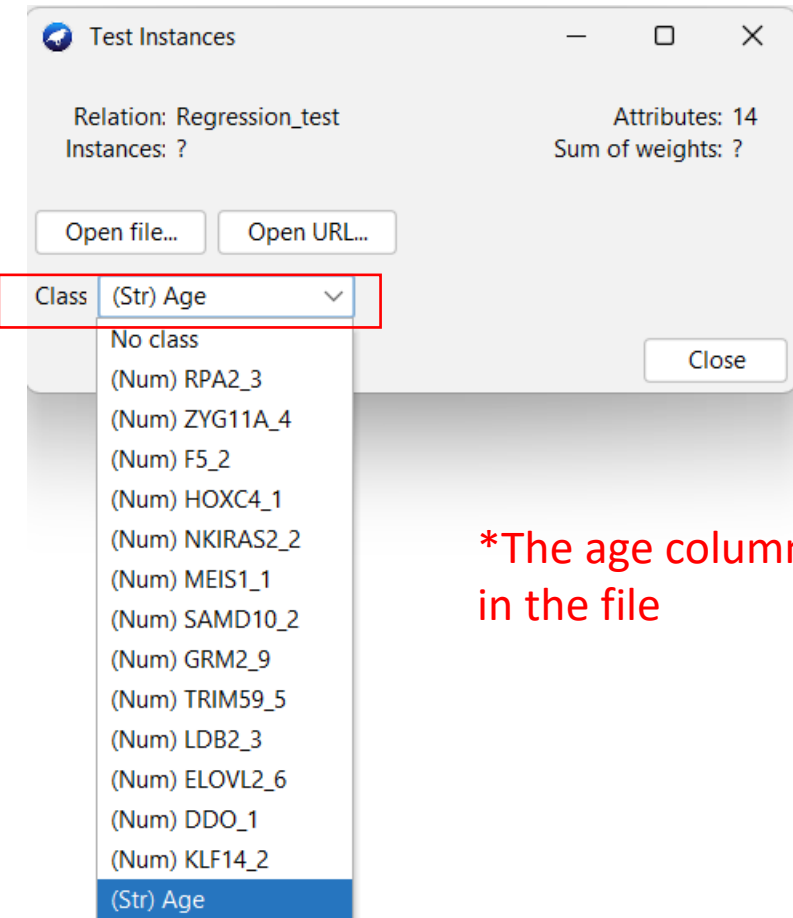 Test Instances
Relation: Regression_test
Attributes: 14
Instances: ?
Sum of weights: ?
Open file...
Open URL...
Class
(Str) Age
No class
(Num) RPA2_3
(Num) ZYG11A_4
(Num) F5_2
(Num) HOXC4_1
(Num) NKIRAS2_2
(Num) MEIS1_1
(Num) SAMD10_2
(Num) GRM2_9
(Num) TRIM59_5
(Num) LDB2_3
(Num) ELOVL2_6
(Num) DDO_1
(Num) KLF14_2
(Str) Age
Close
*The age column
in the file